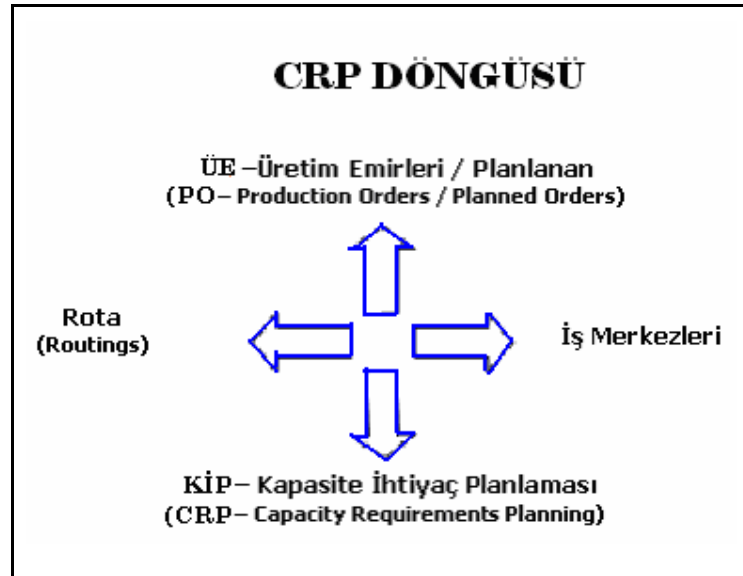 CRP DÖNGÜSÜ
ÜE –Üretim Emirleri / Planlanan
(PO– Production Orders / Planned Orders)
Rota
(Routings)
İş Merkezleri
KİP– Kapasite İhtiyaç Planlaması
(CRP– Capacity Requirements Planning)